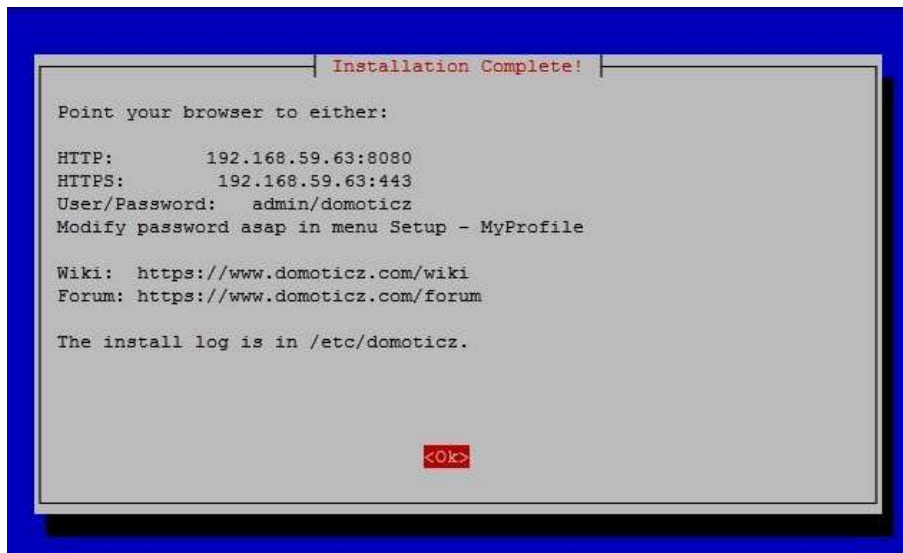 Installation Complete!
Point your browser to either:
HTTP: 192.168.59.63:8080
HTTPS: 192.168.59.63:443
User/Password: admin/domoticz
Modify password asap in menu Setup - MyProfile
Wiki: https://www.domoticz.com/wiki
Forum: https://www.domoticz.com/forum
The install log is in /etc/domoticz.
<Ok>